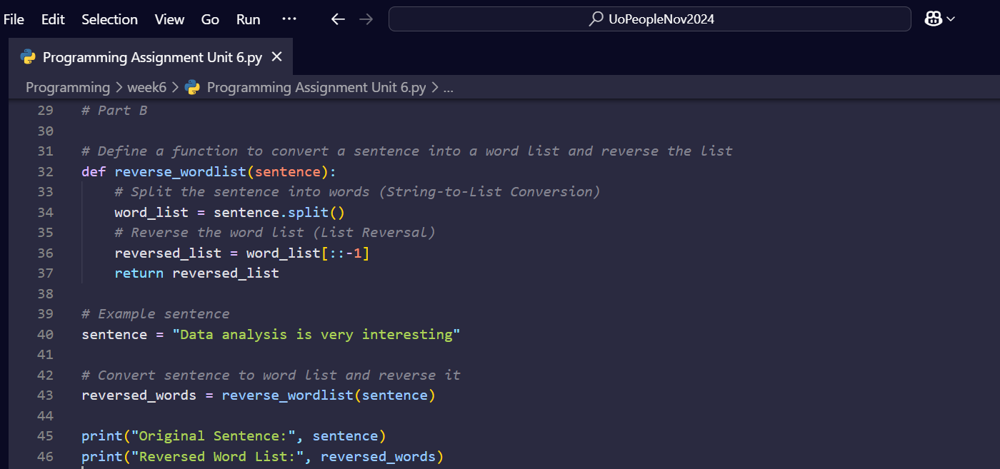 File Edit Selection View Go Run ··· UoPeopleNov2024
Programming Assignment Unit 6.py
Programming > week6 > Programming Assignment Unit 6.py > ...
29 # Part B
30
31 # Define a function to convert a sentence into a word list and reverse the list
32 def reverse_wordlist(sentence):
33     # Split the sentence into words (String-to-List Conversion)
34     word_list = sentence.split()
35     # Reverse the word list (List Reversal)
36     reversed_list = word_list[::-1]
37     return reversed_list
38
39 # Example sentence
40 sentence = "Data analysis is very interesting"
41
42 # Convert sentence to word list and reverse it
43 reversed_words = reverse_wordlist(sentence)
44
45 print("Original Sentence:", sentence)
46 print("Reversed Word List:", reversed_words)